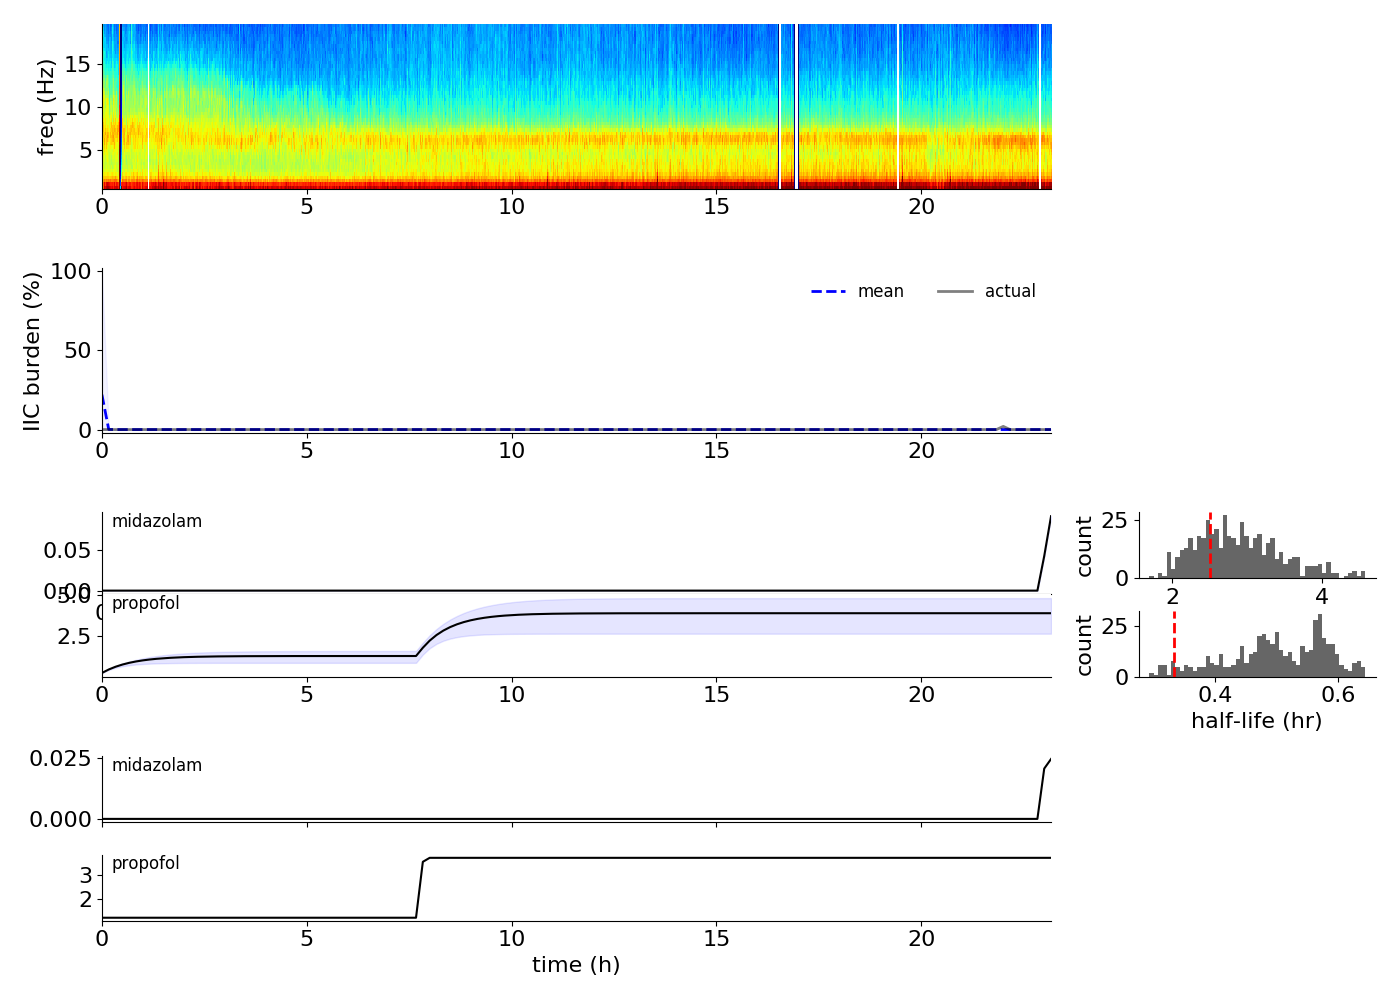 freq (Hz)
15
10
5
0 5 10 15 20
IIC burden (%)
100
50
0
mean actual
0 5 10 15 20
midazolam
0.05
0.00
0
count
25
0
2 4
propofol
5.0
2.5
0 5 10 15 20
count
25
0
0.4 0.6
half-life (hr)
midazolam
0.025
0.000
propofol
3
2
0 5 10 15 20
time (h)